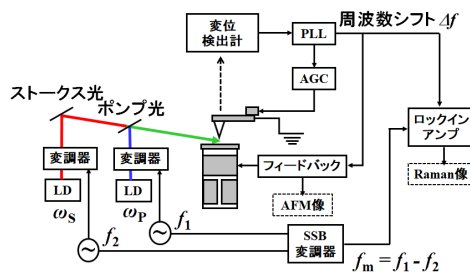 周波数シフト Δf
変位
検出計
PLL
AGC
ストークス光
ポンプ光
ロックイン
アンプ
変調器
変調器
フィードバック
Raman像
LD
LD
AFM像
ωS
ωP
f1
f2
SSB
変調器
fm = f1 - f2